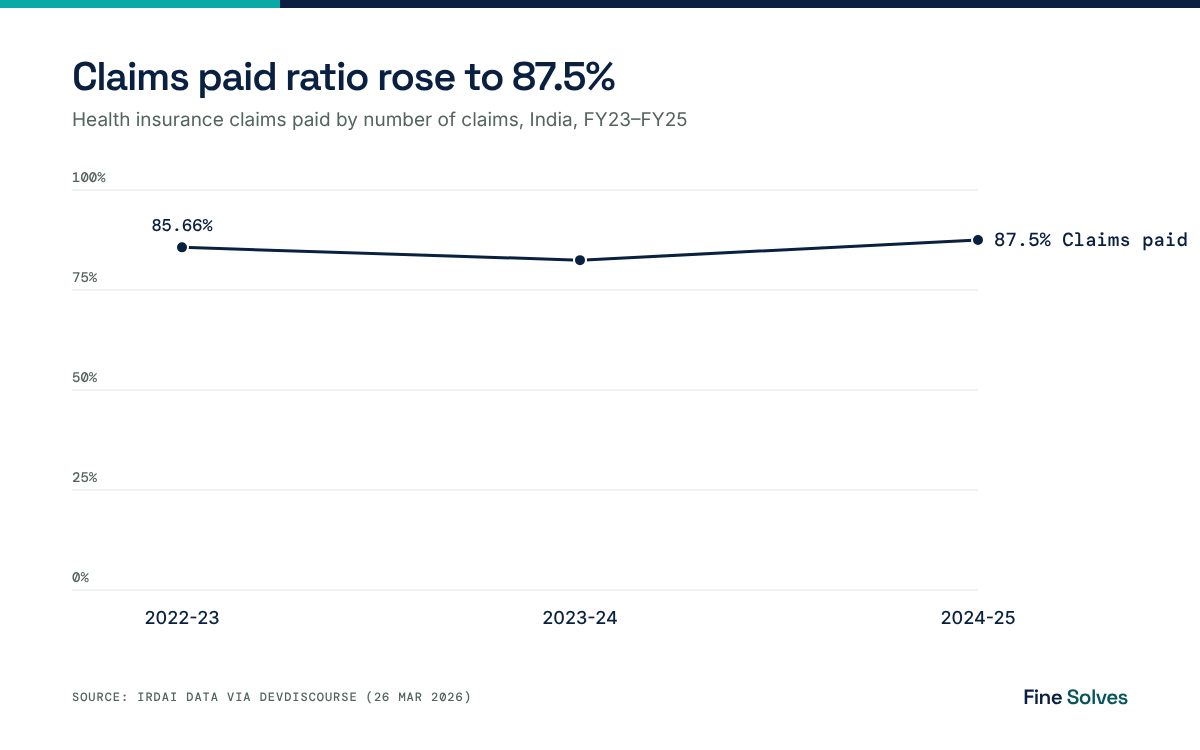 Claims paid ratio rose to 87.5%
Health insurance claims paid by number of claims, India, FY23–FY25
100%
85.66%
87.5% Claims paid
75%
50%
25%
0%
2022-23
2023-24
2024-25
SOURCE: IRDAI DATA VIA DEVDISCOURSE (26 MAR 2026)
Fine Solves